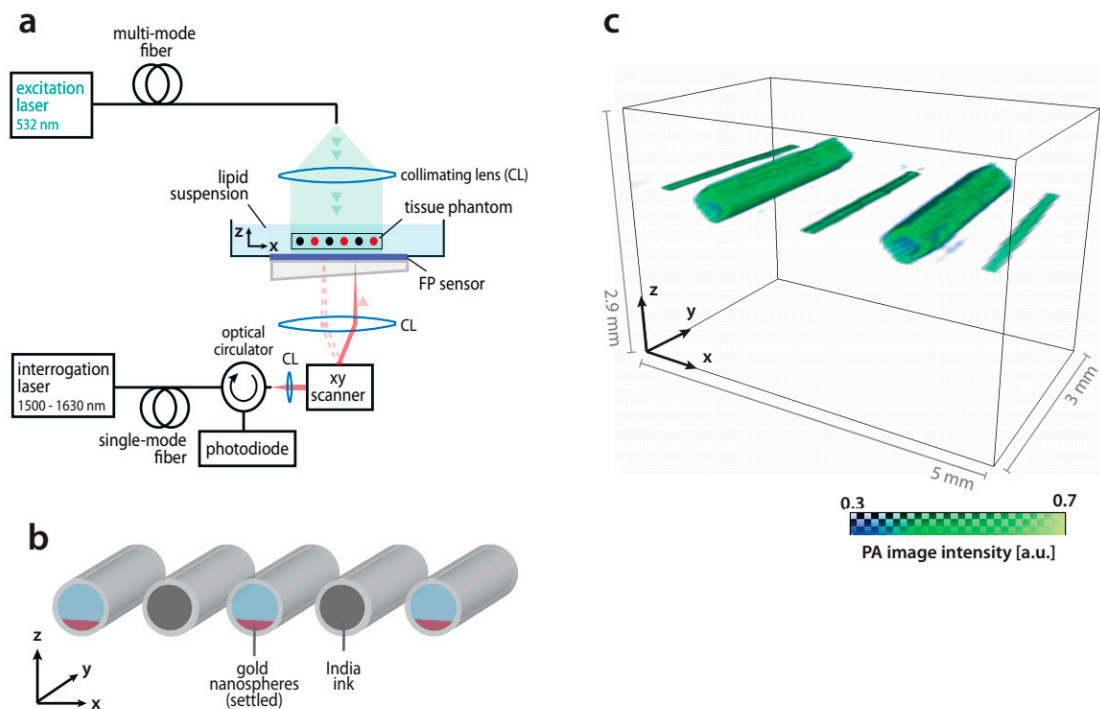 a
multi-mode
fiber
excitation
laser
532 nm
collimating lens (CL)
lipid
suspension
tissue phantom
z
x
FP sensor
CL
optical
circulator
CL
interrogation
laser
1500 - 1630 nm
xy
scanner
single-mode
fiber
photodiode
b
z
y
x
gold
nanospheres
(settled)
India
ink
c
2.9 mm
z
y
x
3 mm
5 mm
0.3
0.7
PA image intensity [a.u.]